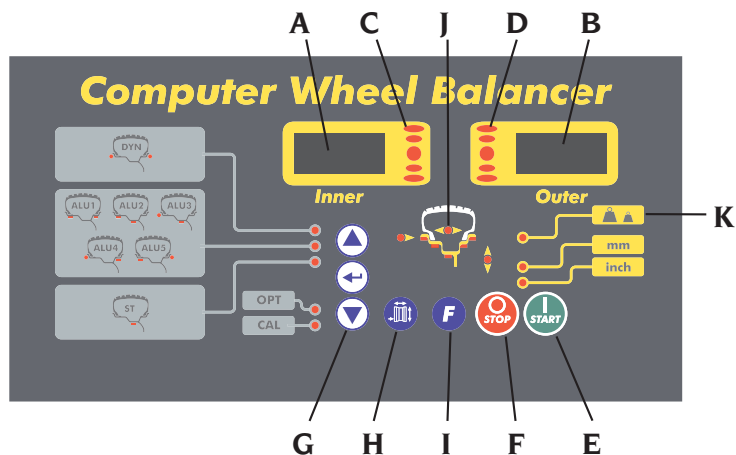 A C J D B
Computer Wheel Balancer
DYN
Inner Outer
ALU1 ALU2 ALU3
K
mm
ALU4 ALU5
inch
OPT
ST
F
STOP
START
CAL
G H I F E